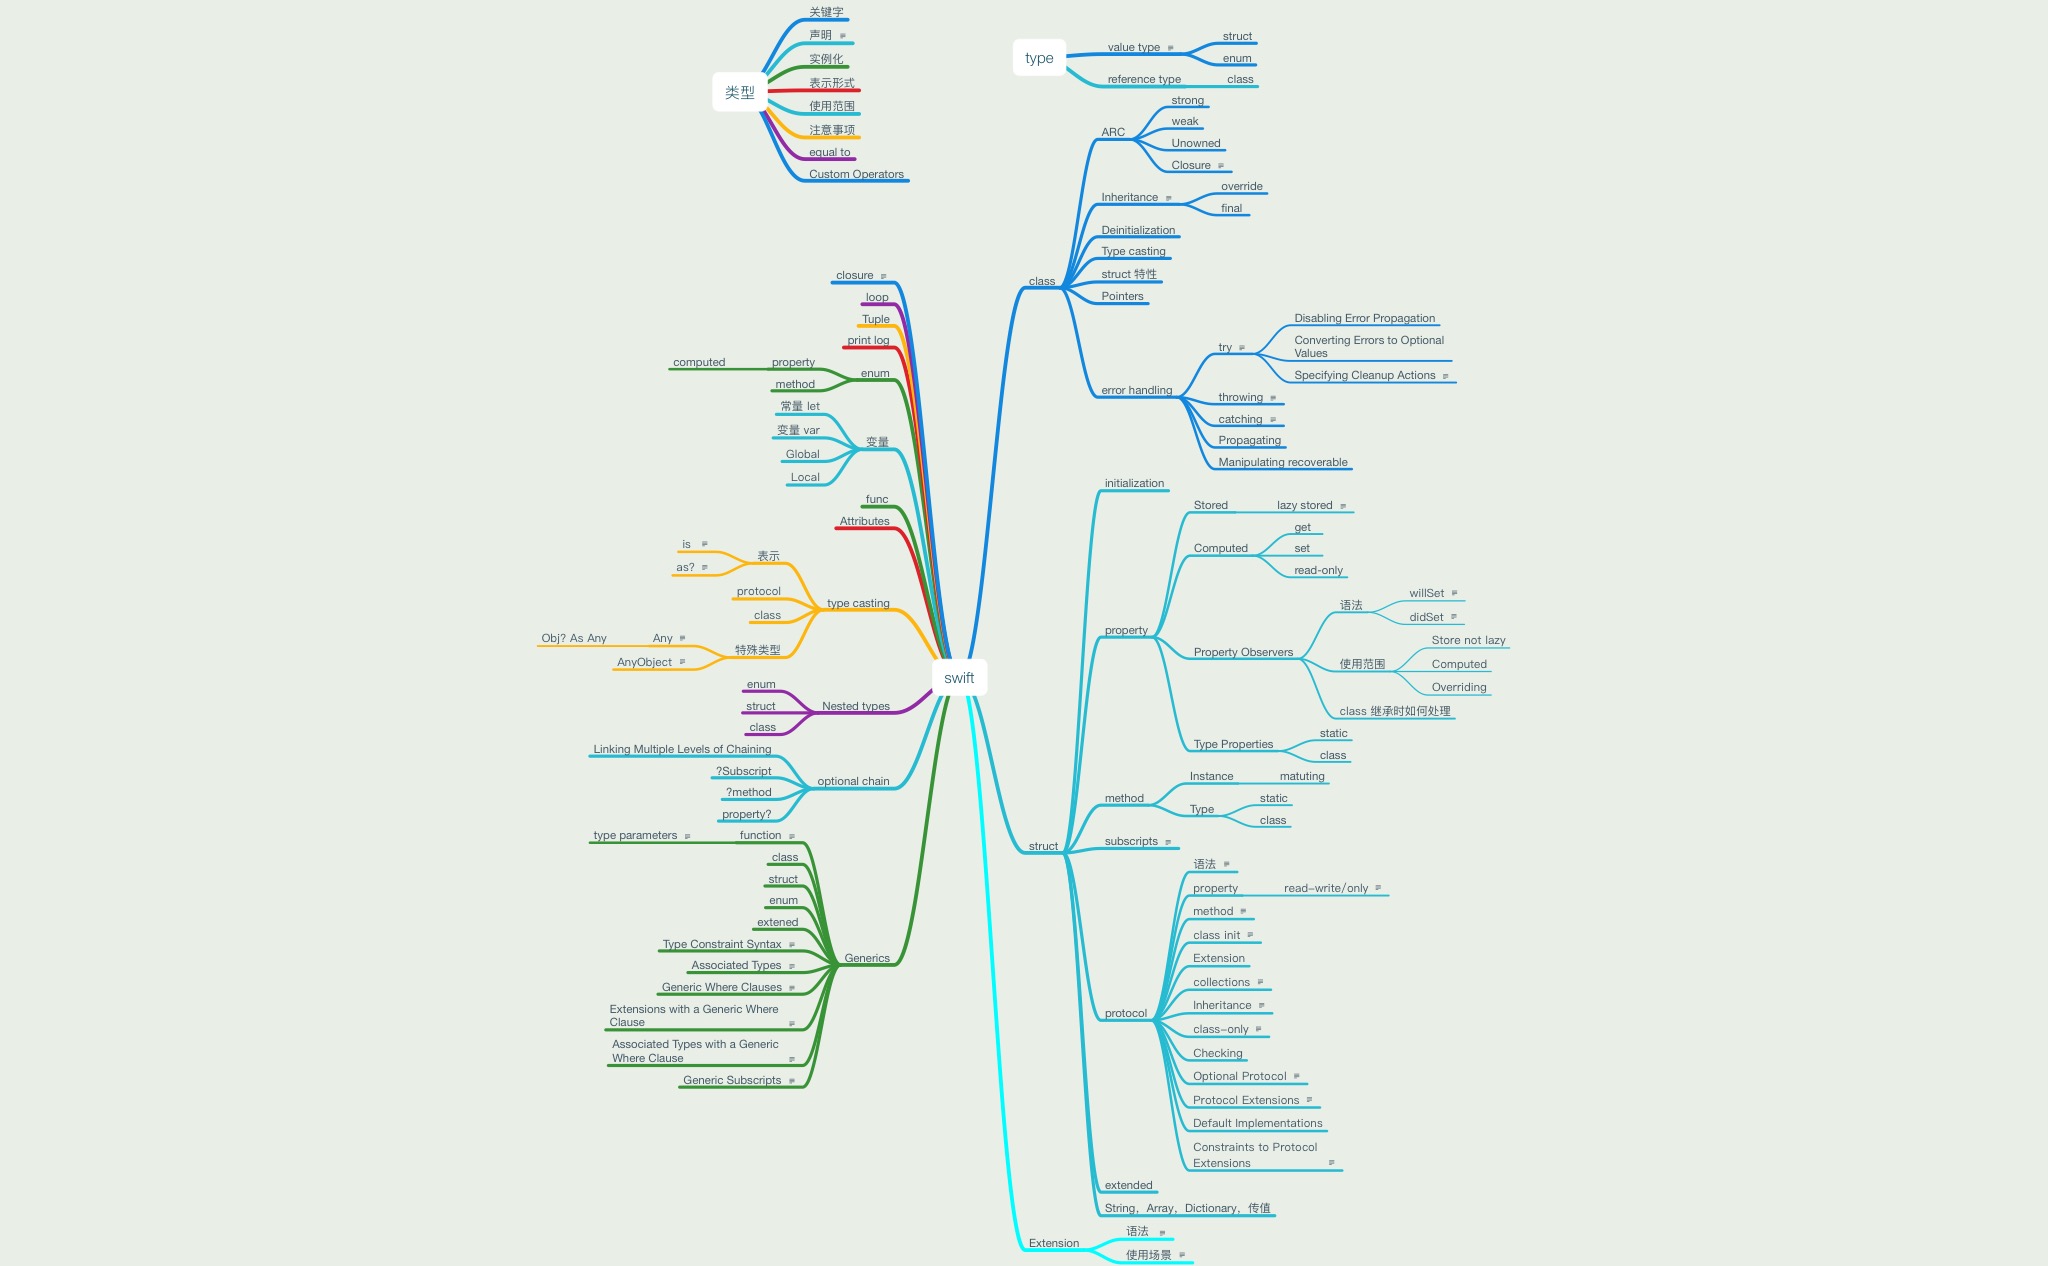 类型
关键字
声明
实例化
表示形式
使用范围
注意事项
equal to
Custom Operators
type
value type
struct
enum
reference type
class
swift
closure
loop
Tuple
print log
enum
property
computed
method
变量
常量 let
变量 var
Global
Local
func
Attributes
type casting
表示
is
as?
protocol
class
特殊类型
Any
Obj? As Any
AnyObject
Nested types
enum
struct
class
optional chain
Linking Multiple Levels of Chaining
?Subscript
?method
property?
Generics
function
type parameters
class
struct
enum
extened
Type Constraint Syntax
Associated Types
Generic Where Clauses
Extensions with a Generic Where
Clause
Associated Types with a Generic
Where Clause
Generic Subscripts
class
ARC
strong
weak
Unowned
Closure
Inheritance
override
final
Deinitialization
Type casting
struct 特性
Pointers
error handling
try
Disabling Error Propagation
Converting Errors to Optional
Values
Specifying Cleanup Actions
throwing
catching
Propagating
Manipulating recoverable
struct
initialization
property
Stored
lazy stored
Computed
get
set
read-only
Property Observers
语法
willSet
didSet
使用范围
Store not lazy
Computed
Overriding
class 继承时如何处理
Type Properties
static
class
method
Instance
matuting
Type
static
class
subscripts
protocol
语法
property
read-write/only
method
class init
Extension
collections
Inheritance
class-only
Checking
Optional Protocol
Protocol Extensions
Default Implementations
Constraints to Protocol
Extensions
extended
String，Array，Dictionary，传值
Extension
语法
使用场景